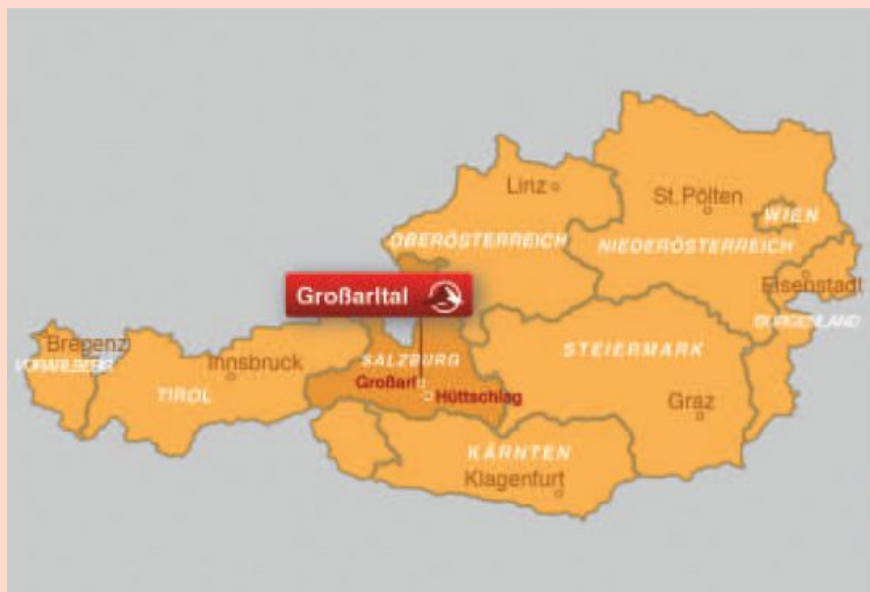 Linz
St. Pölten
WIEN
OBERÖSTERREICH
NIEDERÖSTERREICH
Eisenstadt
Großarltal
BURGENLAND
Bregenz
VORARLBERG
Innsbruck
SALZBURG
STEIERMARK
Großarl
TIROL
Hüttschlag
Graz
KÄRNTEN
Klagenfurt